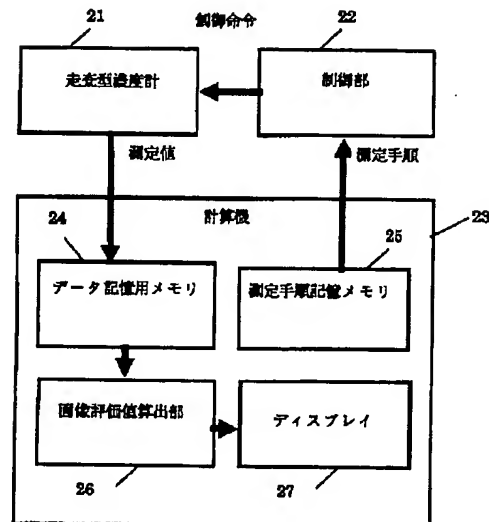 21
制御命令
22
走査型濃度計
制御部
測定値
測定手順
計算機
23
24
25
データ記憶用メモリ
測定手順記憶メモリ
画像評価値算出部
ディスプレイ
26
27